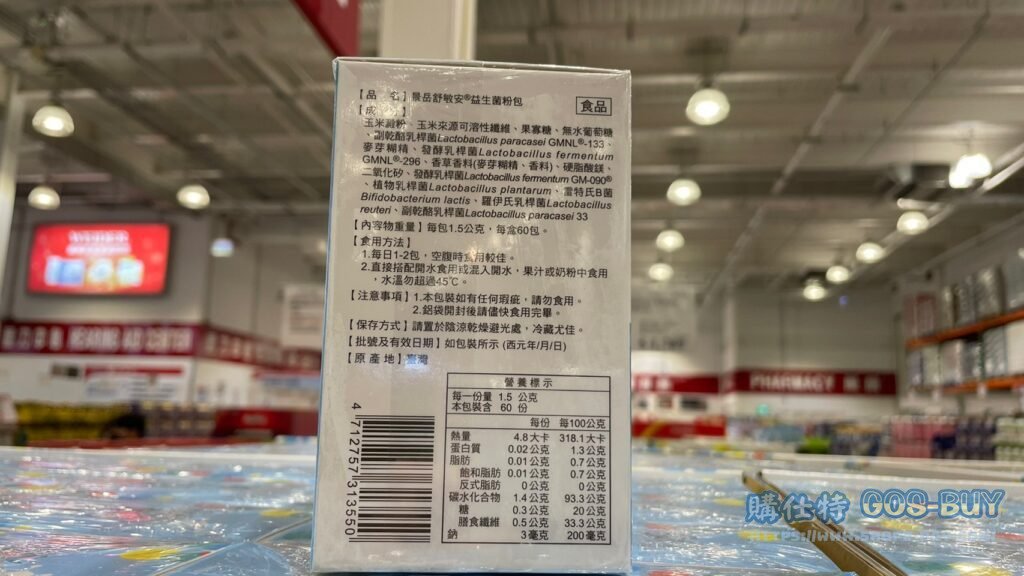 【品　名】景岳舒敏安®益生菌粉包
食品
【成　分】
玉米澱粉、玉米來源可溶性纖維、果寡糖、無水葡萄糖
、副乾酪乳桿菌Lactobacillus paracasei GMNL®-133、
麥芽糊精、發酵乳桿菌Lactobacillus fermentum
GMNL®-296、香草香料(麥芽糊精、香料)、硬脂酸鎂、
二氧化矽、發酵乳桿菌Lactobacillus fermentum GM-090®
、植物乳桿菌Lactobacillus plantarum、雷特氏B菌
Bifidobacterium lactis、羅伊氏乳桿菌Lactobacillus
reuteri、副乾酪乳桿菌Lactobacillus paracasei 33
【內容物重量】每包1.5公克，每盒60包。
【食用方法】
1.每日1-2包，空腹時食用較佳。
2.直接搭配開水食用或混入開水，果汁或奶粉中食用
，水溫勿超過45℃。
【注意事項】1.本包裝如有任何瑕疵，請勿食用。
2.鋁袋開封後請儘快食用完畢。
【保存方式】請置於陰涼乾燥避光處，冷藏尤佳。
【批號及有效日期】如包裝所示 (西元年/月/日)
【原產地】臺灣
營養標示
每一份量 1.5 公克
本包裝含 60 份
每份 每100公克
熱量 4.8大卡 318.1大卡
蛋白質 0.02公克 1.3公克
脂肪 0.01公克 0.7公克
飽和脂肪 0.01公克 0.7公克
反式脂肪 0公克 0公克
碳水化合物 1.4公克 93.3公克
糖 0.3公克 20公克
膳食纖維 0.5公克 33.3公克
鈉 3毫克 200毫克
4712757313550
HEARING AID CENTER
PHARMACY
購仕特 GOS-BUY